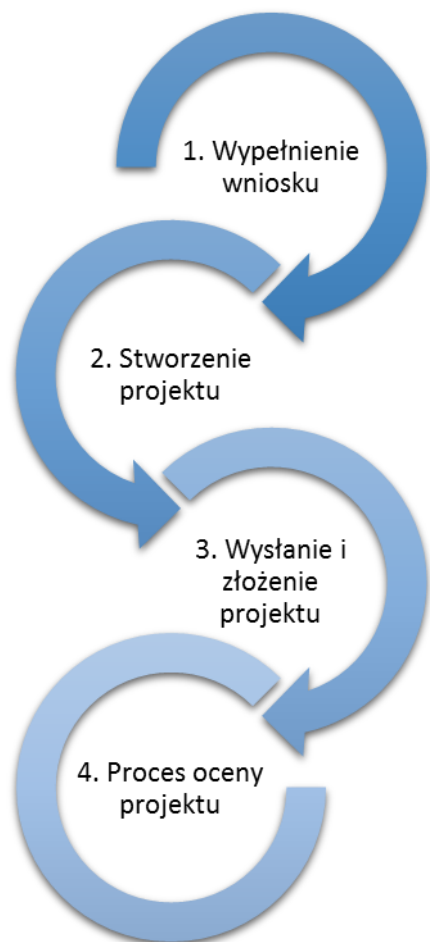 1. Wypełnienie
wniosku
2. Stworzenie
projektu
3. Wysłanie i
złożenie
projektu
4. Proces oceny
projektu